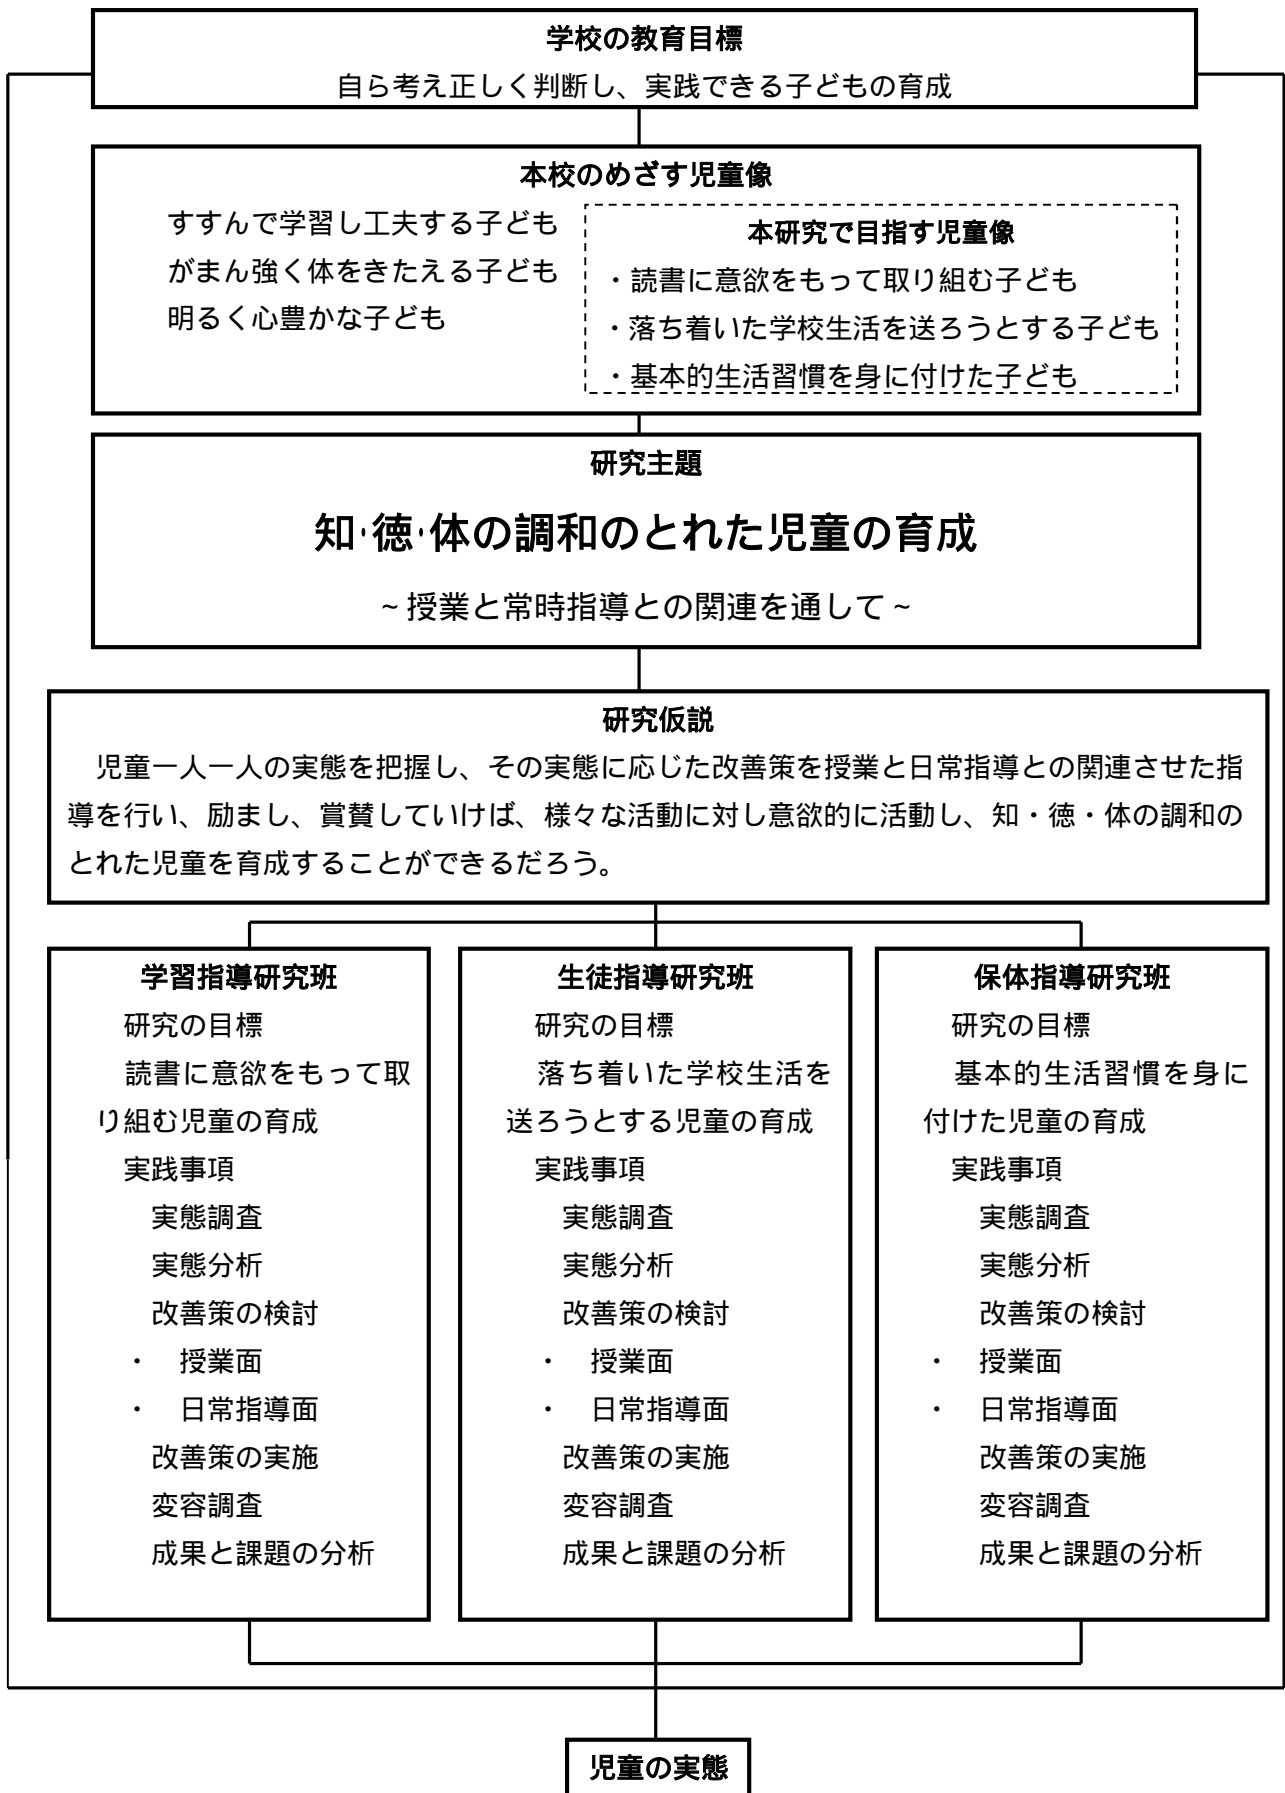 学校の教育目標
自ら考え正しく判断し、実践できる子どもの育成
本校のめざす児童像
すすんで学習し工夫する子ども
がまん強く体をきたえる子ども
明るく心豊かな子ども
本研究で目指す児童像
・読書に意欲をもって取り組む子ども
・落ち着いた学校生活を送ろうとする子ども
・基本的生活習慣を身に付けた子ども
研究主題
知・徳・体の調和のとれた児童の育成
~授業と常時指導との関連を通して~
研究仮説
児童一人一人の実態を把握し、その実態に応じた改善策を授業と日常指導との関連させた指
導を行い、励まし、賞賛していけば、様々な活動に対し意欲的に活動し、知・徳・体の調和の
とれた児童を育成することができるだろう。
学習指導研究班
研究の目標
読書に意欲をもって取
り組む児童の育成
実践事項
実態調査
実態分析
改善策の検討
・ 授業面
・ 日常指導面
改善策の実施
変容調査
成果と課題の分析
生徒指導研究班
研究の目標
落ち着いた学校生活を
送ろうとする児童の育成
実践事項
実態調査
実態分析
改善策の検討
・ 授業面
・ 日常指導面
改善策の実施
変容調査
成果と課題の分析
保体指導研究班
研究の目標
基本的生活習慣を身に
付けた児童の育成
実践事項
実態調査
実態分析
改善策の検討
・ 授業面
・ 日常指導面
改善策の実施
変容調査
成果と課題の分析
児童の実態